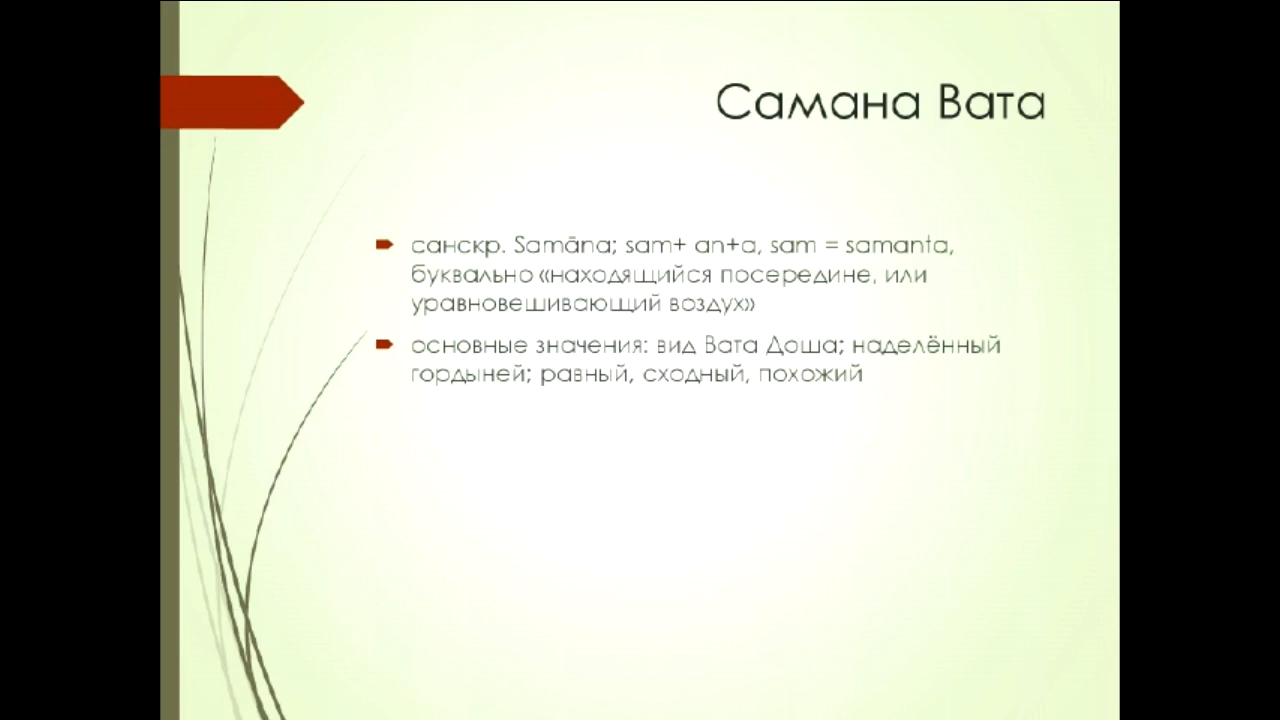 Самана Вата
санскр. Samāna; sam+ an+a, sam = samanta,
буквально «находящийся посередине, или
уравновешивающий воздух»
основные значения: вид Вата Доша; наделённый
гордыней; равный, сходный, похожий